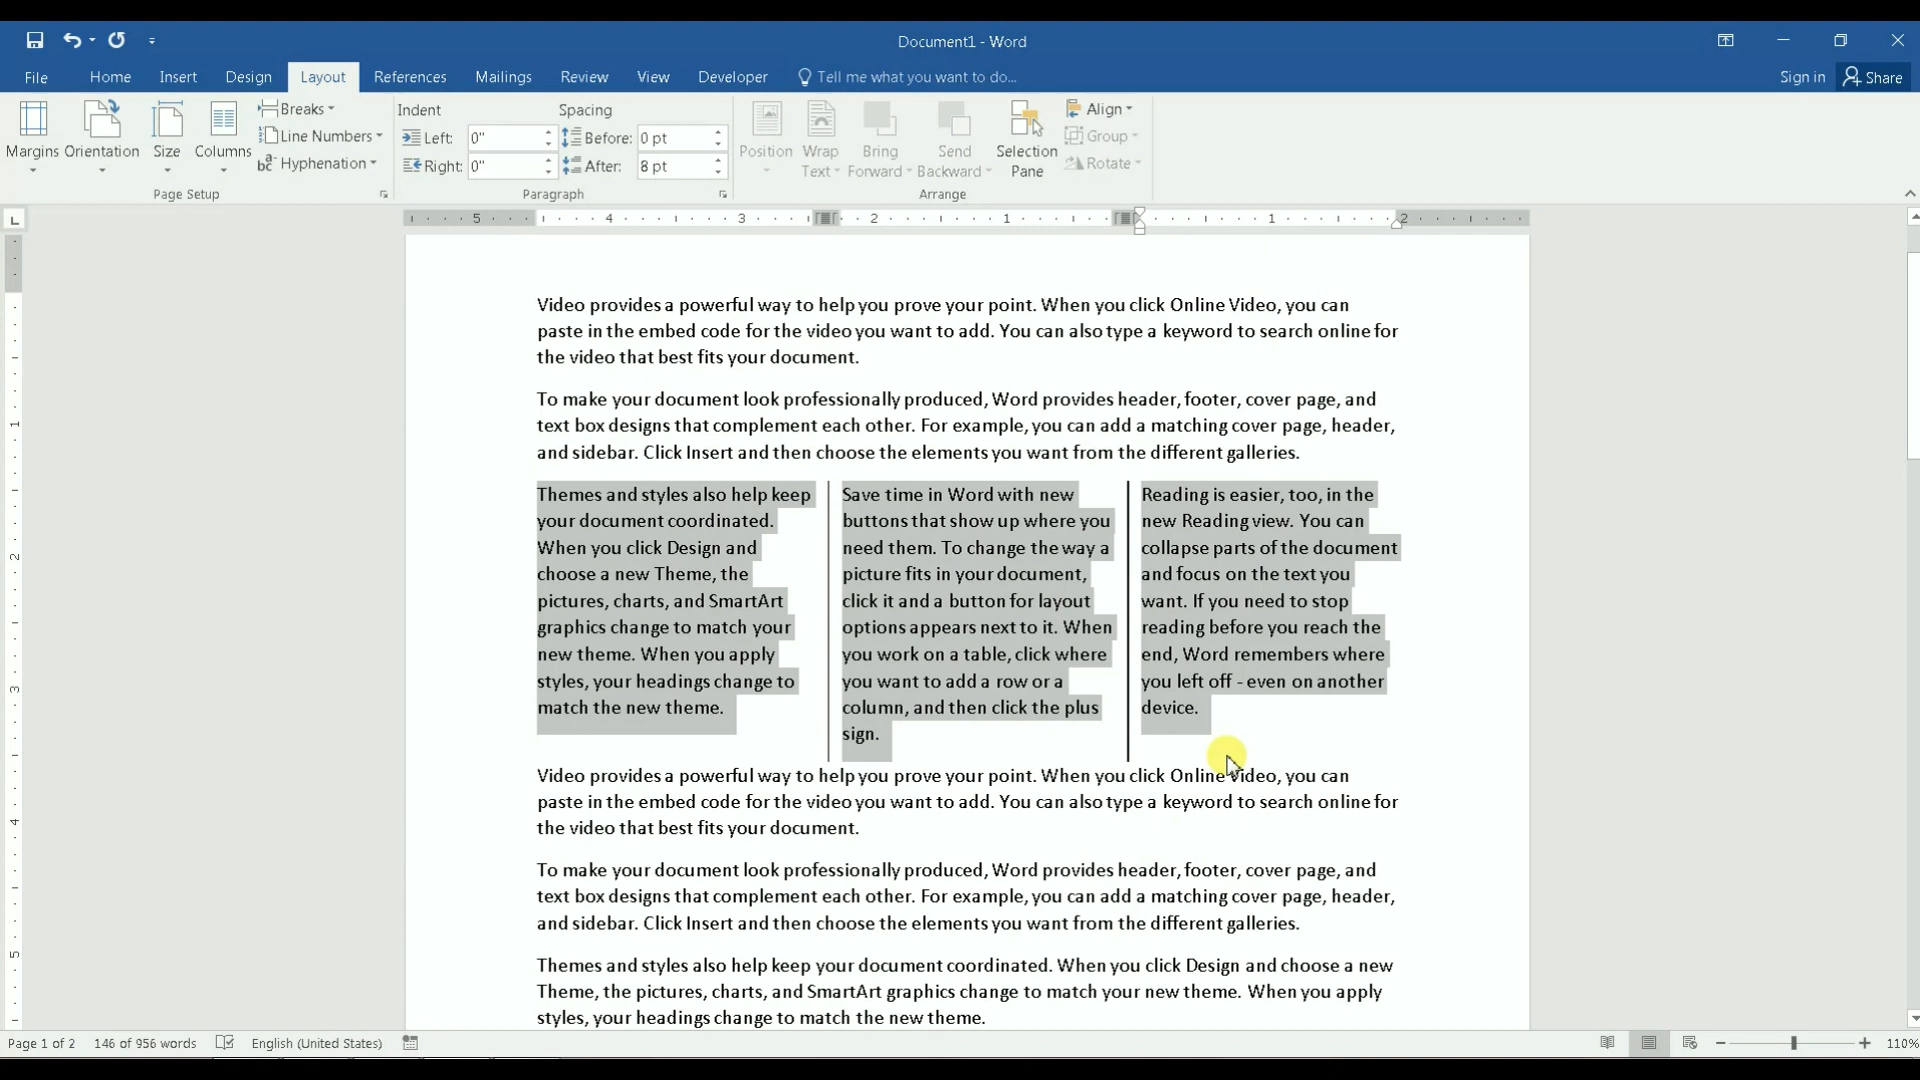 Document1 - Word
File Home Insert Design Layout References Mailings Review View Developer Tell me what you want to do... Sign in Share
Margins
Orientation
Size
Columns
Breaks
Line Numbers
Hyphenation
Page Setup
Indent
Left: 0"
Right: 0"
Spacing
Before: 0 pt
After: 8 pt
Paragraph
Position
Wrap
Text
Bring
Forward
Send
Backward
Selection
Pane
Align
Group
Rotate
Arrange
L
5 4 3 2 1 1 2
1
2
3
4
5
Video provides a powerful way to help you prove your point. When you click Online Video, you can
paste in the embed code for the video you want to add. You can also type a keyword to search online for
the video that best fits your document.
To make your document look professionally produced, Word provides header, footer, cover page, and
text box designs that complement each other. For example, you can add a matching cover page, header,
and sidebar. Click Insert and then choose the elements you want from the different galleries.
Themes and styles also help keep
your document coordinated.
When you click Design and
choose a new Theme, the
pictures, charts, and SmartArt
graphics change to match your
new theme. When you apply
styles, your headings change to
match the new theme.
Save time in Word with new
buttons that show up where you
need them. To change the way a
picture fits in your document,
click it and a button for layout
options appears next to it. When
you work on a table, click where
you want to add a row or a
column, and then click the plus
sign.
Reading is easier, too, in the
new Reading view. You can
collapse parts of the document
and focus on the text you
want. If you need to stop
reading before you reach the
end, Word remembers where
you left off - even on another
device.
Video provides a powerful way to help you prove your point. When you click Online Video, you can
paste in the embed code for the video you want to add. You can also type a keyword to search online for
the video that best fits your document.
To make your document look professionally produced, Word provides header, footer, cover page, and
text box designs that complement each other. For example, you can add a matching cover page, header,
and sidebar. Click Insert and then choose the elements you want from the different galleries.
Themes and styles also help keep your document coordinated. When you click Design and choose a new
Theme, the pictures, charts, and SmartArt graphics change to match your new theme. When you apply
styles, your headings change to match the new theme.
Page 1 of 2 146 of 956 words English (United States) 110%